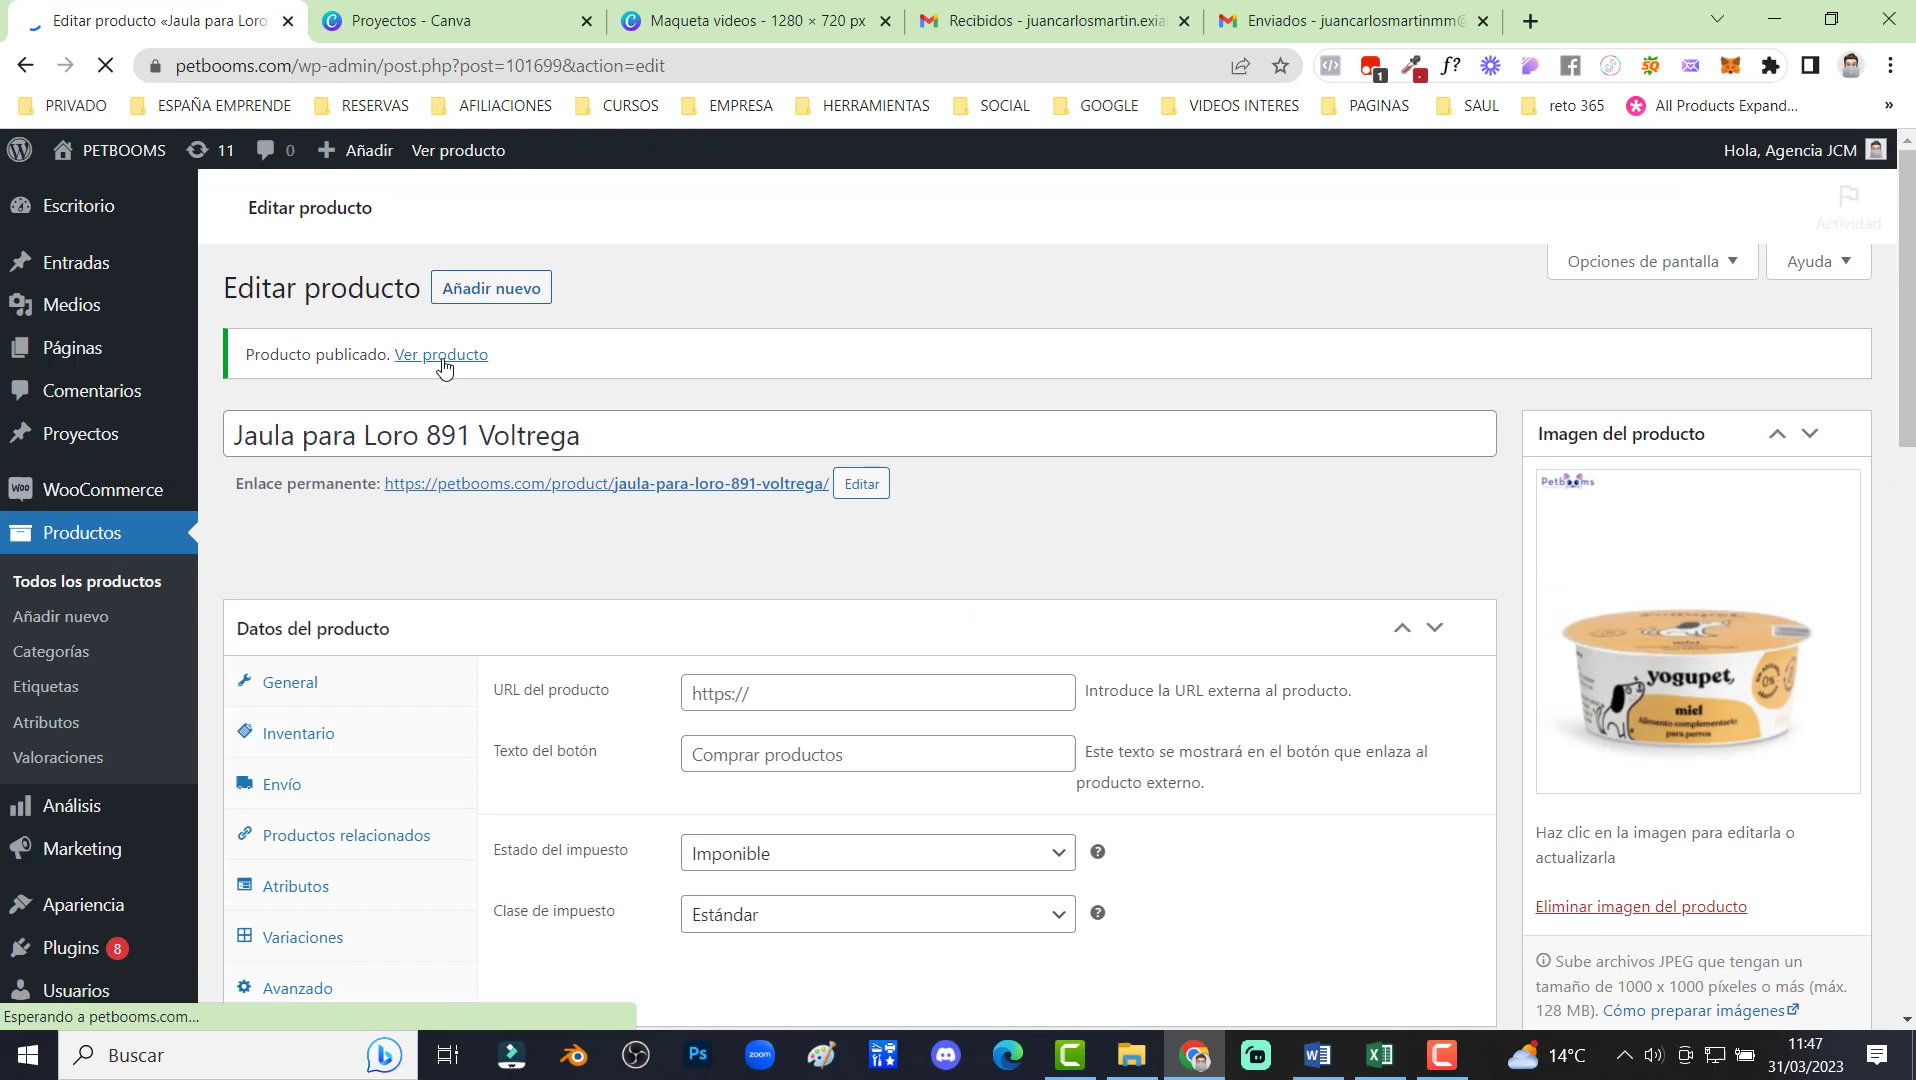 Editar producto «Jaula para Loro
Proyectos - Canva
Maqueta videos - 1280 × 720 px
Recibidos - juancarlosmartin.exia
Enviados - juancarlosmartinmm@
petbooms.com/wp-admin/post.php?post=101699&action=edit
1
f?
PRIVADO
ESPAÑA EMPRENDE
RESERVAS
AFILIACIONES
CURSOS
EMPRESA
HERRAMIENTAS
SOCIAL
GOOGLE
VIDEOS INTERES
PAGINAS
SAUL
reto 365
All Products Expand...
»
PETBOOMS
11
0
Añadir
Ver producto
Hola, Agencia JCM
Escritorio
Entradas
Medios
Páginas
Comentarios
Proyectos
WooCommerce
Productos
Todos los productos
Añadir nuevo
Categorías
Etiquetas
Atributos
Valoraciones
Análisis
Marketing
Apariencia
Plugins 8
Usuarios
Esperando a petbooms.com...
Editar producto
Actividad
Opciones de pantalla
Ayuda
Editar producto
Añadir nuevo
Producto publicado. Ver producto
Jaula para Loro 891 Voltrega
Enlace permanente: https://petbooms.com/product/jaula-para-loro-891-voltrega/
Editar
Datos del producto
General
Inventario
Envío
Productos relacionados
Atributos
Variaciones
Avanzado
URL del producto
https://
Introduce la URL externa al producto.
Texto del botón
Comprar productos
Este texto se mostrará en el botón que enlaza al
producto externo.
Estado del impuesto
Imponible
Clase de impuesto
Estándar
Imagen del producto
Petbooms
yogupet,
miel
Alimento complementario
para perros
Haz clic en la imagen para editarla o
actualizarla
Eliminar imagen del producto
Sube archivos JPEG que tengan un
tamaño de 1000 x 1000 píxeles o más (máx.
128 MB). Cómo preparar imágenes
Buscar
Ps
zoom
14°C
11:47
31/03/2023